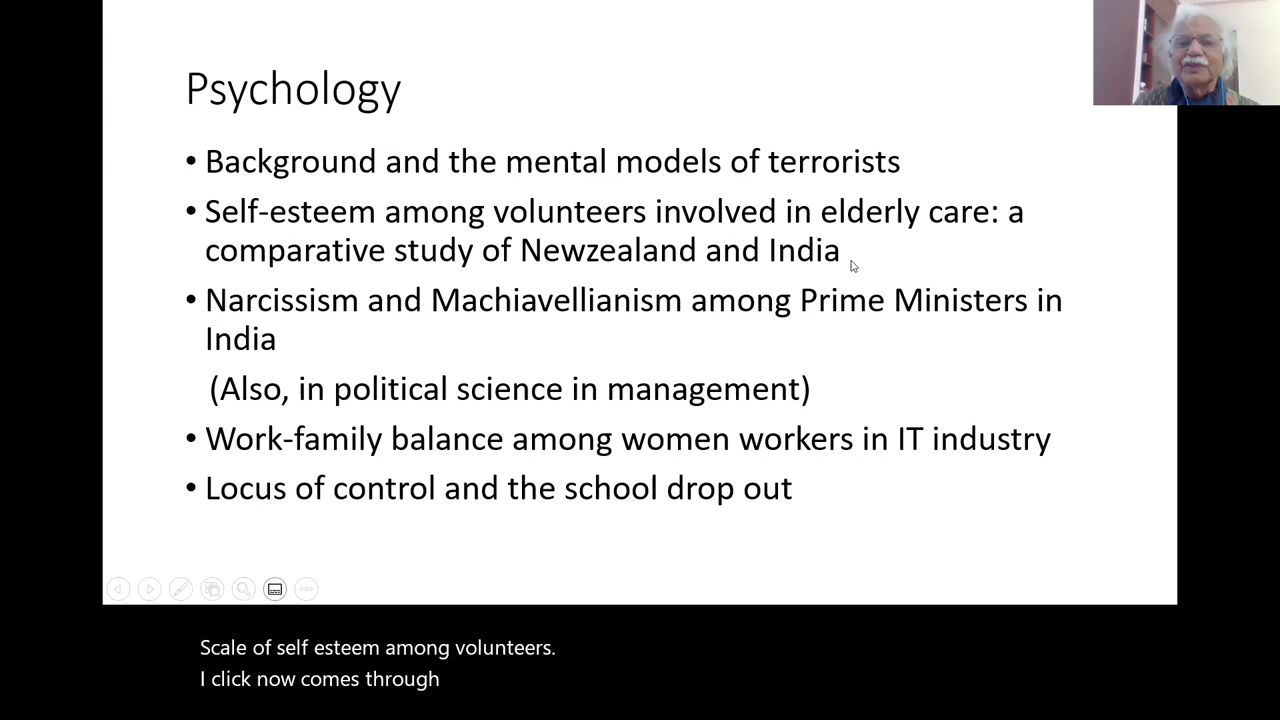 Psychology
• Background and the mental models of terrorists
• Self-esteem among volunteers involved in elderly care: a
comparative study of Newzealand and India
• Narcissism and Machiavellianism among Prime Ministers in
India
(Also, in political science in management)
• Work-family balance among women workers in IT industry
• Locus of control and the school drop out
Scale of self esteem among volunteers.
I click now comes through